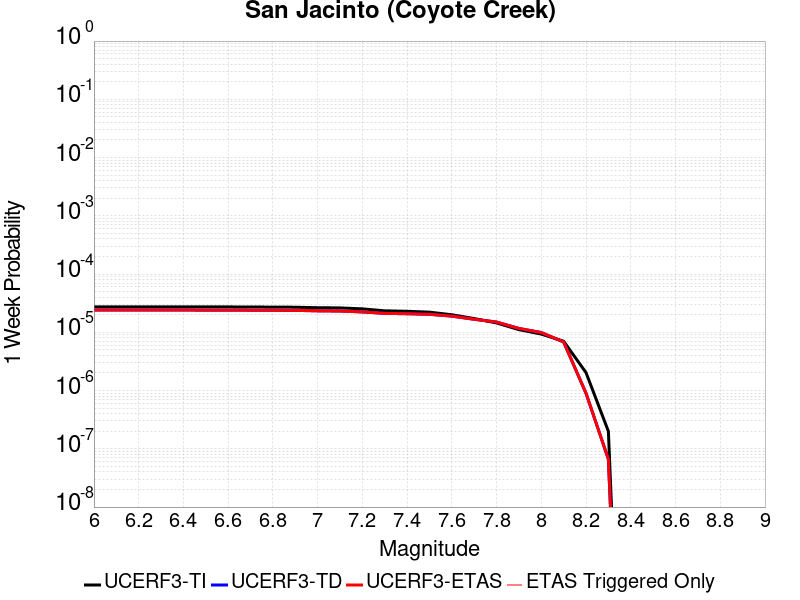 San Jacinto (Coyote Creek)
10^0
10^-1
10^-2
10^-3
10^-4
10^-5
10^-6
10^-7
10^-8
1 Week Probability
6 6.2 6.4 6.6 6.8 7 7.2 7.4 7.6 7.8 8 8.2 8.4 8.6 8.8 9
Magnitude
UCERF3-TI UCERF3-TD UCERF3-ETAS ETAS Triggered Only